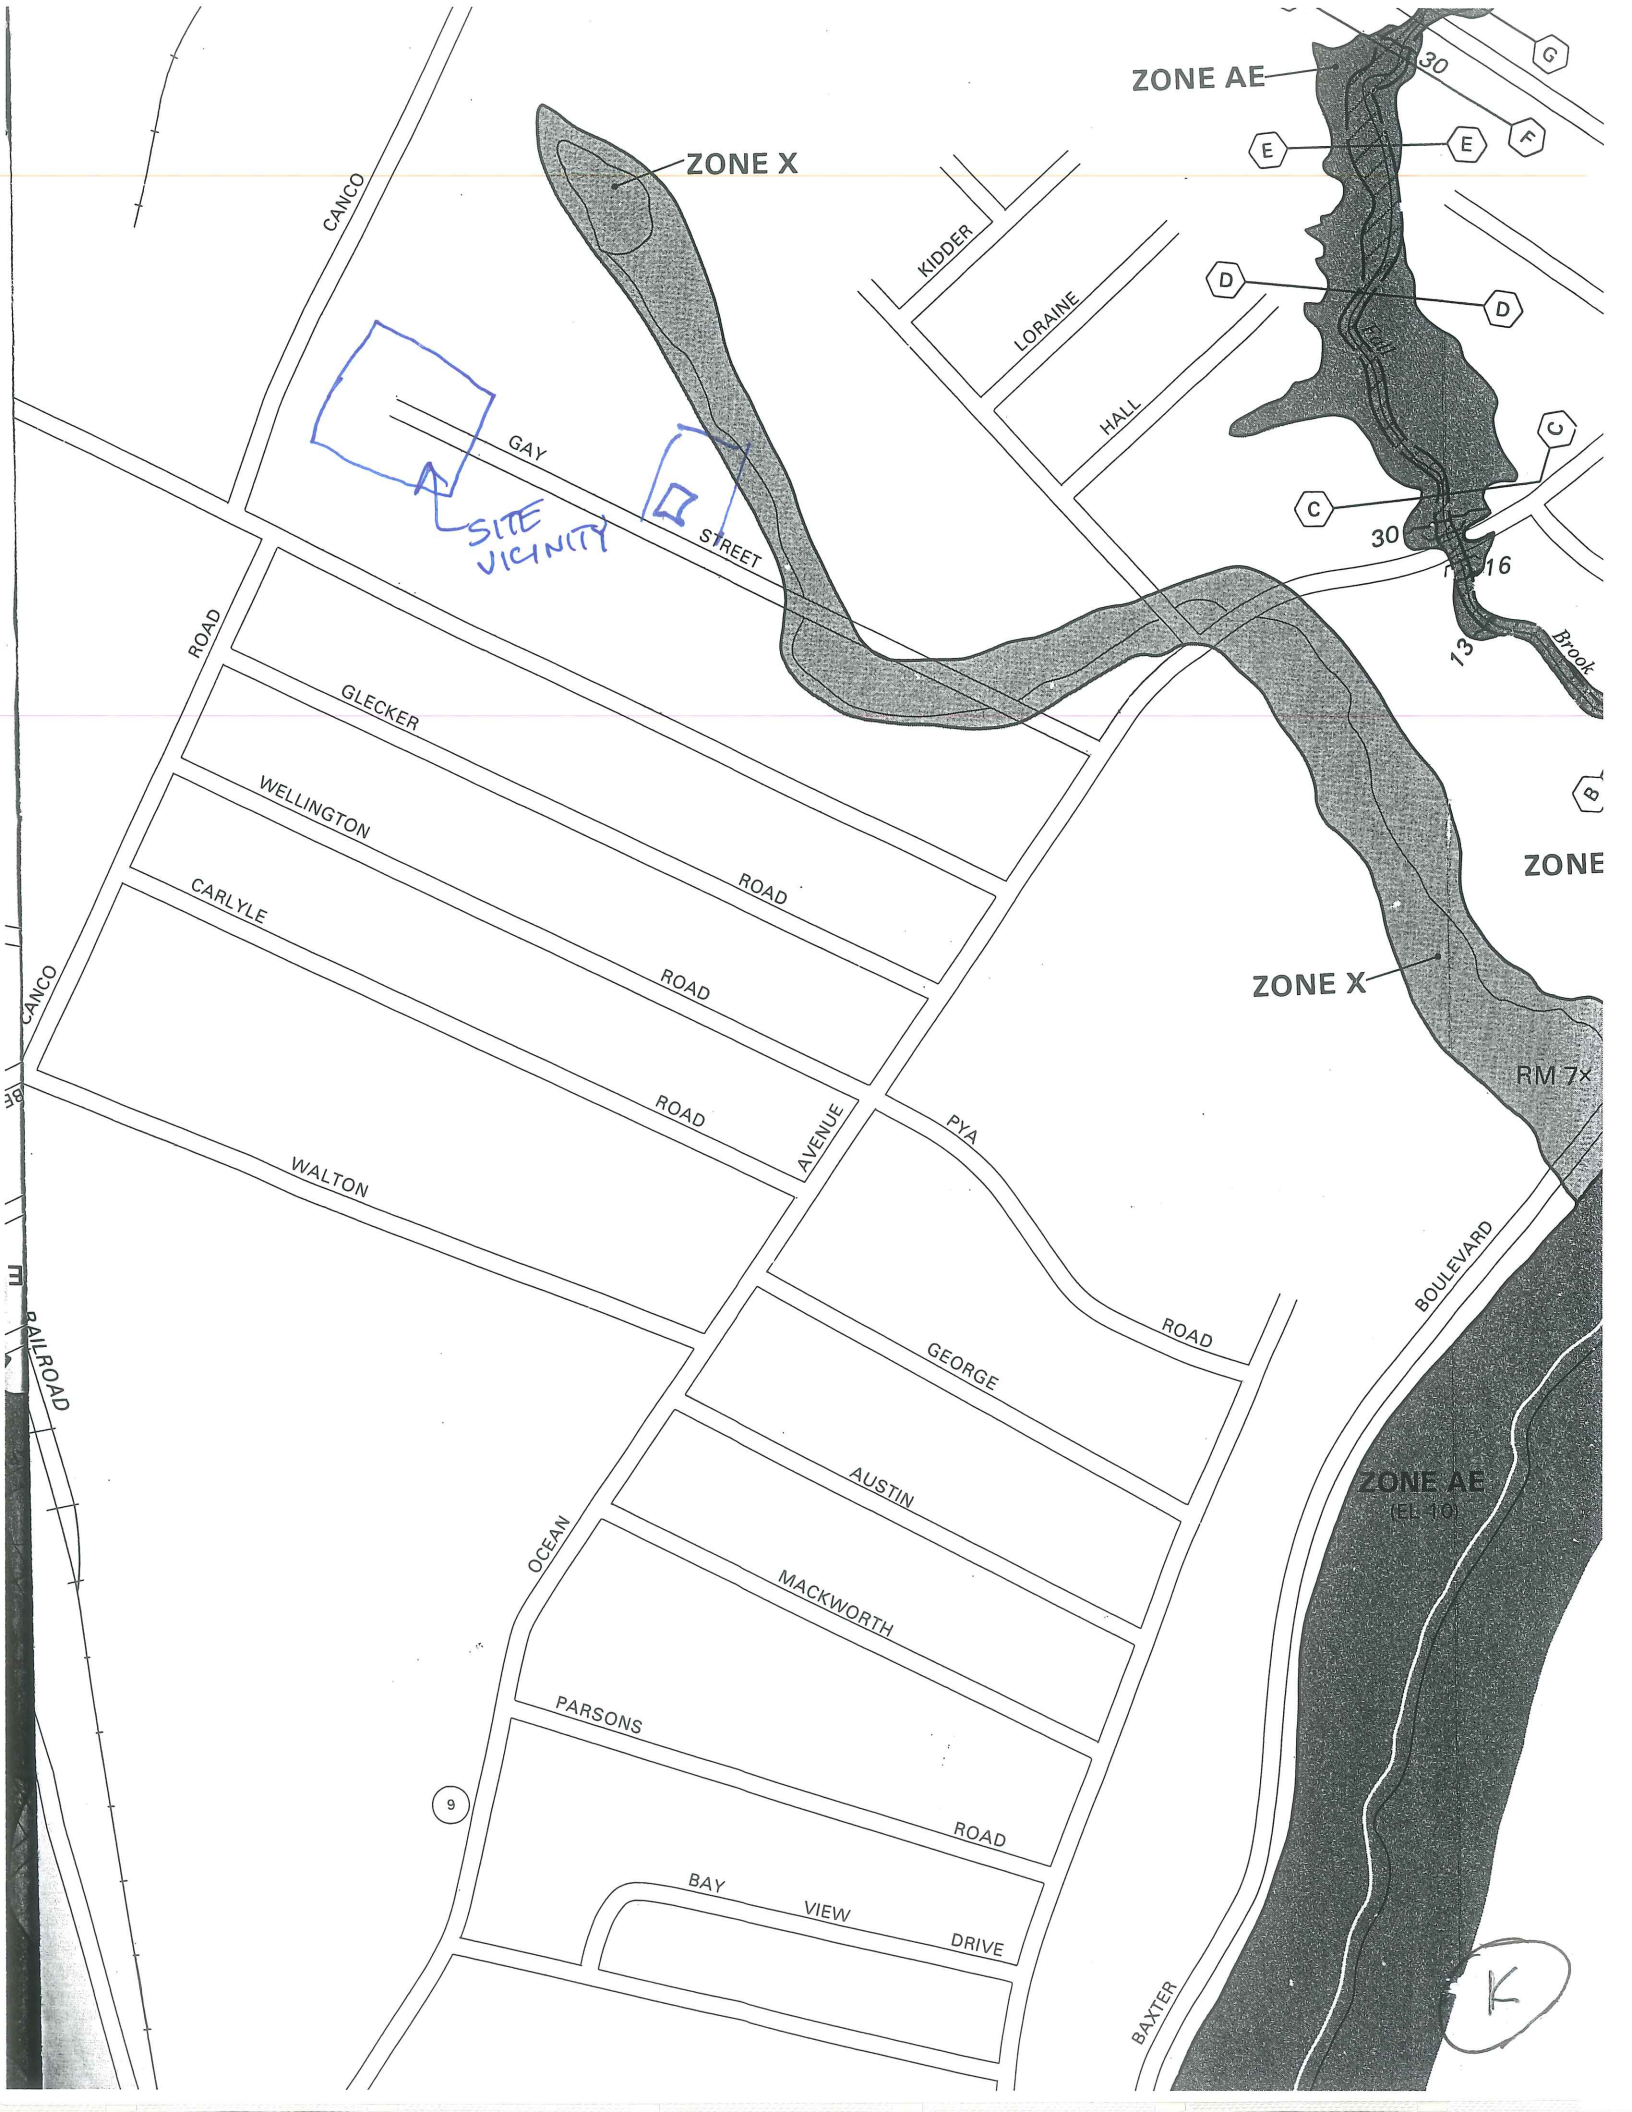 G
ZONE AE
30
F
E
E
ZONE X
CANCO
KIDDER
D
D
LORAINE
Fall
HALL
GAY
C
SITE
VICINITY
C
STREET
30
16
ROAD
13
Brook
GLECKER
B
WELLINGTON
ZONE
ROAD
CARLYLE
ROAD
ZONE X
CANCO
RM 7×
ROAD
AVENUE
PYA
WALTON
BOULEVARD
RAILROAD
ROAD
GEORGE
ZONE AE
(EL 10)
AUSTIN
OCEAN
MACKWORTH
PARSONS
9
ROAD
BAY
VIEW
DRIVE
K
BAXTER